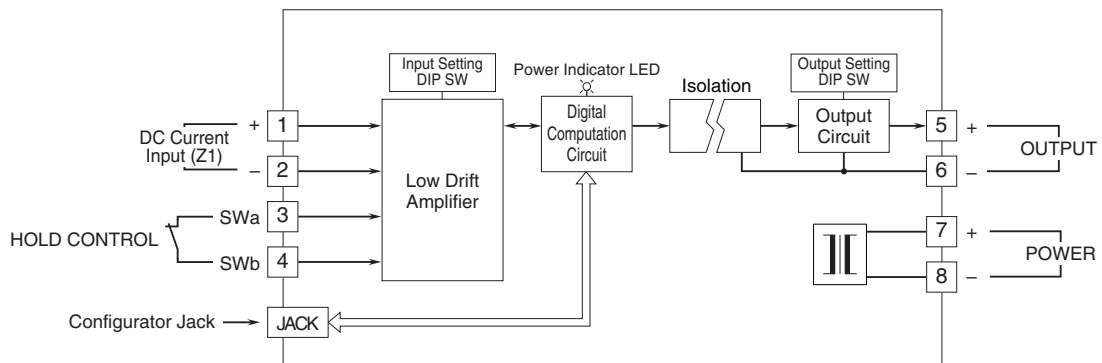 Input Setting
DIP SW
Power Indicator LED
Isolation
Output Setting
DIP SW
DC Current
Input (Z1)
+
1
−
2
Low Drift
Amplifier
Digital
Computation
Circuit
Output
Circuit
5
+
6
−
OUTPUT
HOLD CONTROL
SWa
3
SWb
4
7
+
8
−
POWER
Configurator Jack
JACK